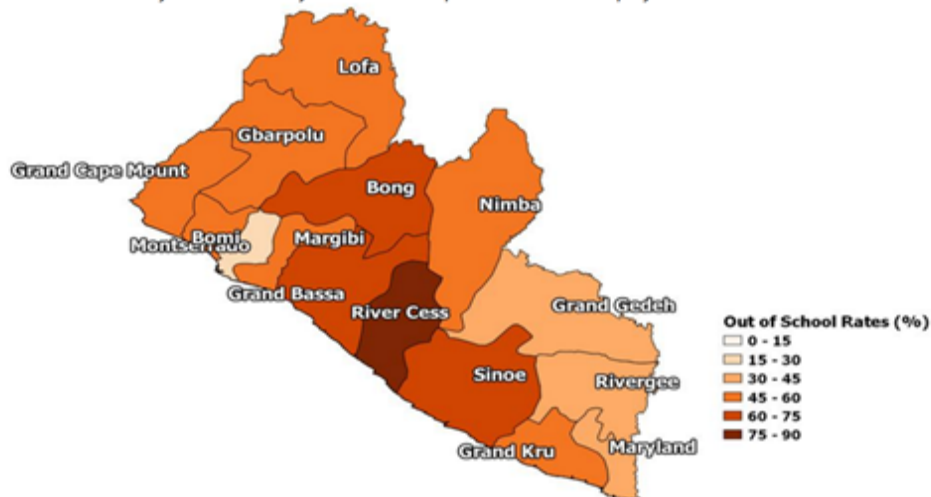 Lofa
Gbarpolu
Grand Cape Mount
Bong
Nimba
Bomi
Montserrado
Margibi
Grand Bassa
River Cess
Grand Gedeh
Sinoe
Rivergee
Grand Kru
Maryland
Out of School Rates (%)
0 - 15
15 - 30
30 - 45
45 - 60
60 - 75
75 - 90